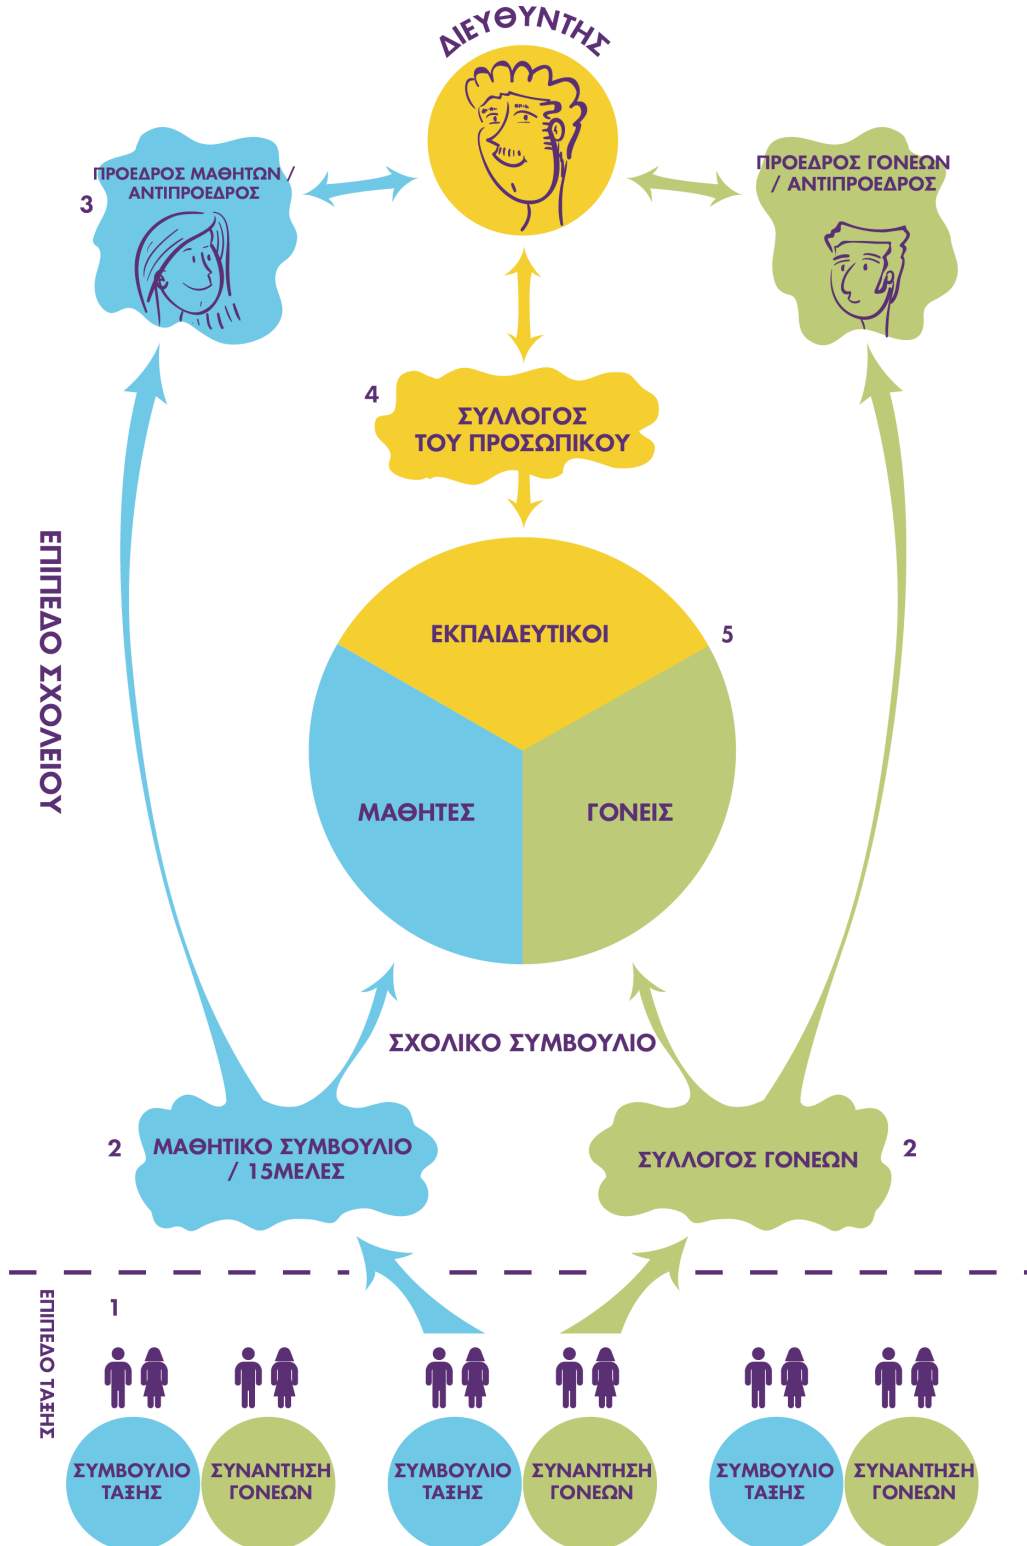 ΔΙΕΥΘΥΝΤΗΣ
ΠΡΟΕΔΡΟΣ ΜΑΘΗΤΩΝ /
ΑΝΤΙΠΡΟΕΔΡΟΣ
3
ΠΡΟΕΔΡΟΣ ΓΟΝΕΩΝ
/ ΑΝΤΙΠΡΟΕΔΡΟΣ
4
ΣΥΛΛΟΓΟΣ
ΤΟΥ ΠΡΟΣΩΠΙΚΟΥ
ΕΠΙΠΕΔΟ ΣΧΟΛΕΙΟΥ
ΕΚΠΑΙΔΕΥΤΙΚΟΙ
5
ΜΑΘΗΤΕΣ
ΓΟΝΕΙΣ
ΣΧΟΛΙΚΟ ΣΥΜΒΟΥΛΙΟ
2
ΜΑΘΗΤΙΚΟ ΣΥΜΒΟΥΛΙΟ
/ 15ΜΕΛΕΣ
ΣΥΛΛΟΓΟΣ ΓΟΝΕΩΝ
2
ΕΠΙΠΕΔΟ ΤΑΞΗΣ
1
ΣΥΜΒΟΥΛΙΟ
ΤΑΞΗΣ
ΣΥΝΑΝΤΗΣΗ
ΓΟΝΕΩΝ
ΣΥΜΒΟΥΛΙΟ
ΤΑΞΗΣ
ΣΥΝΑΝΤΗΣΗ
ΓΟΝΕΩΝ
ΣΥΜΒΟΥΛΙΟ
ΤΑΞΗΣ
ΣΥΝΑΝΤΗΣΗ
ΓΟΝΕΩΝ